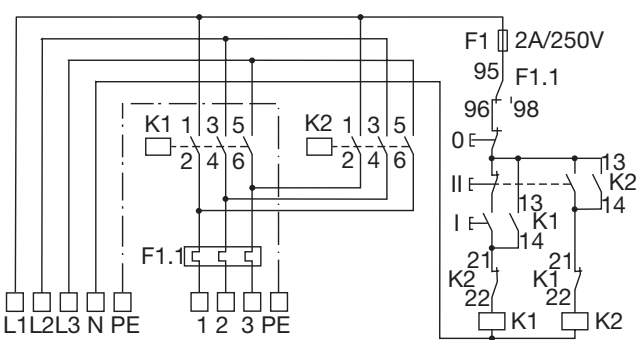 F1 2A/250V
95 F1.1
96 '98
K1 1 3 5 K2 1 3 5
2 4 6 2 4 6
0
13
II K2
13 14
I K1
14
F1.1 21 21
K2 K1
22 22
L1 L2 L3 N PE 1 2 3 PE K1 K2